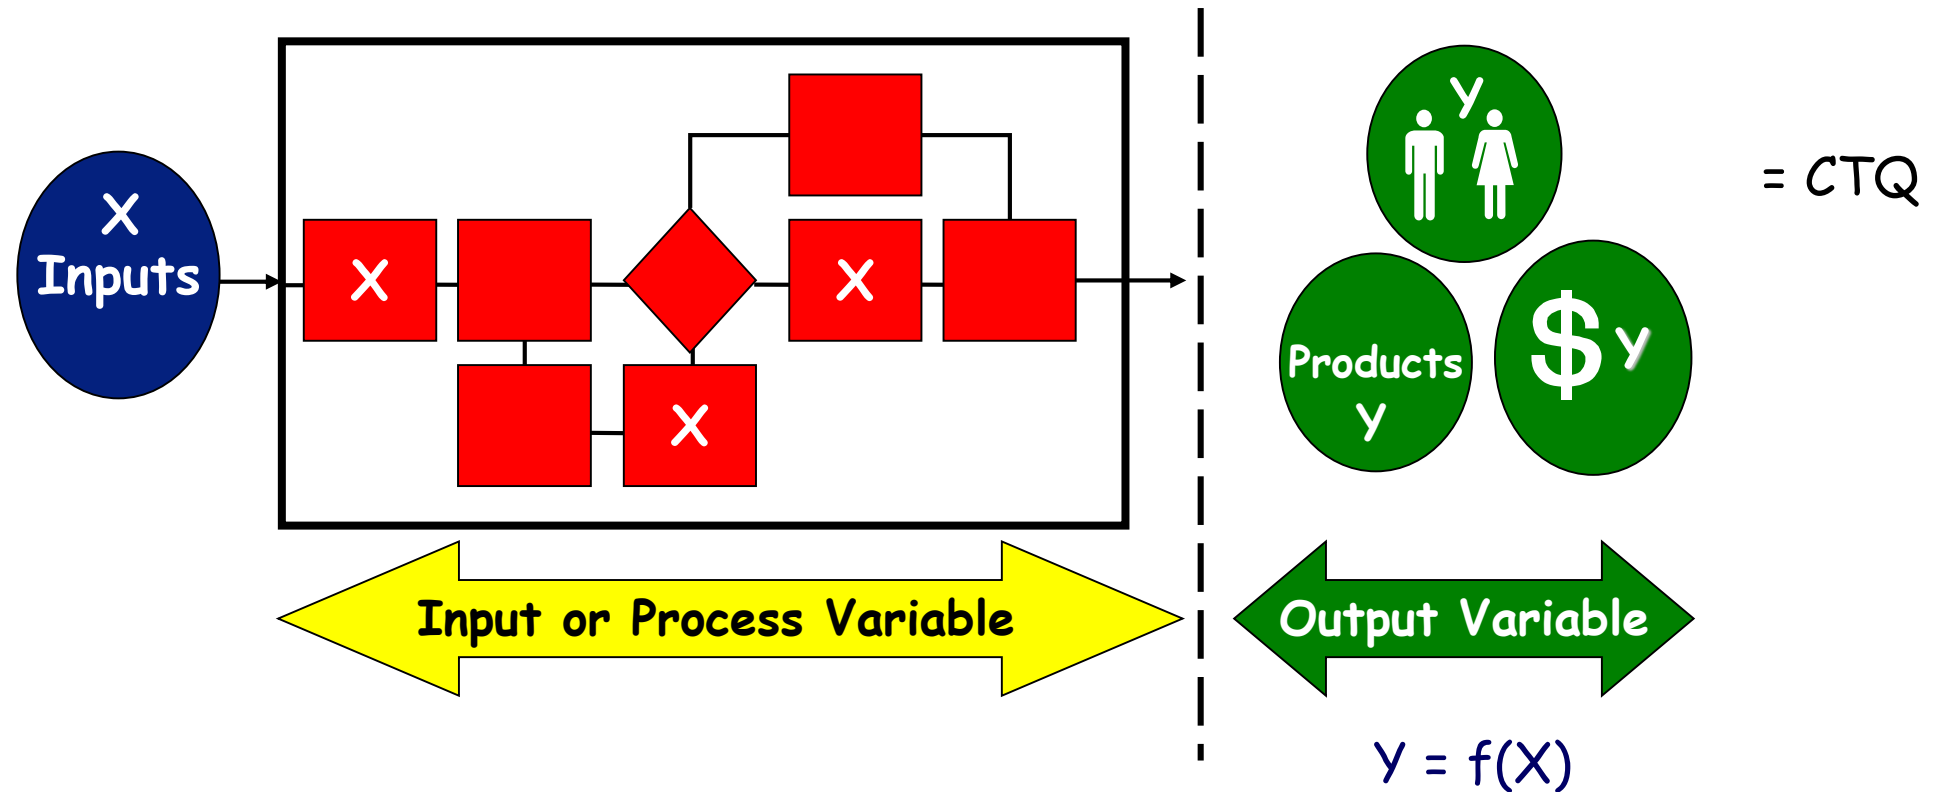 X
Inputs
X
X
X
Y
= CTQ
Products
Y
$ Y
Input or Process Variable
Output Variable
Y = f(X)